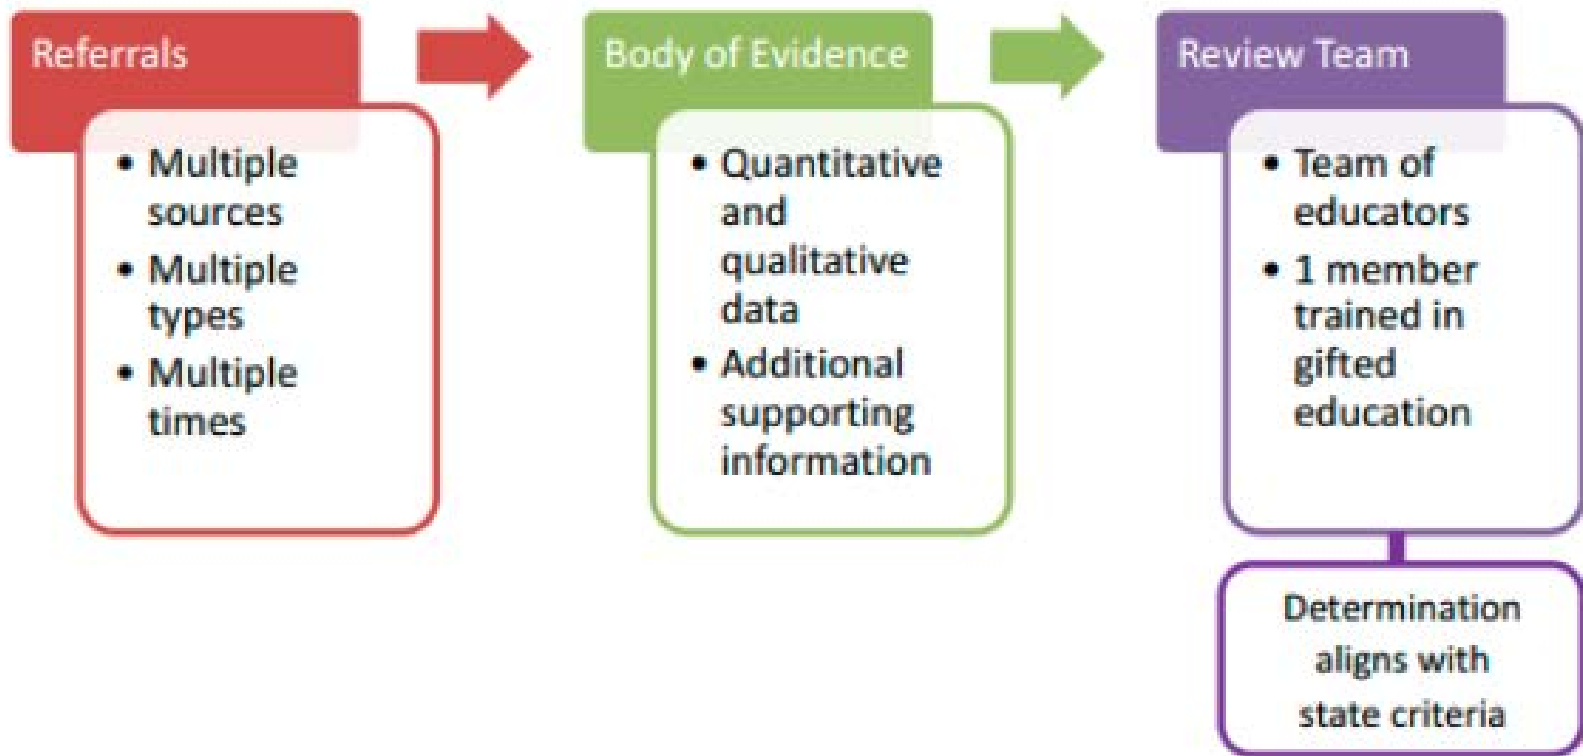 Referrals
• Multiple
sources
• Multiple
types
• Multiple
times
Body of Evidence
• Quantitative
and
qualitative
data
• Additional
supporting
information
Review Team
• Team of
educators
• 1 member
trained in
gifted
education
Determination
aligns with
state criteria